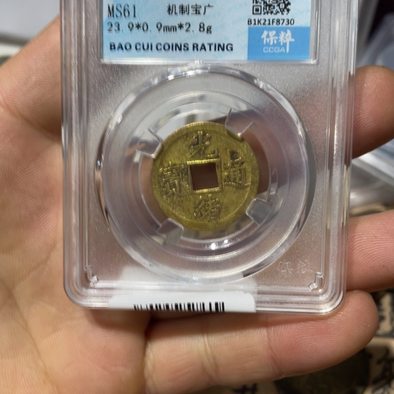 MS61 机制宝广
23.9*0.9mm*2.8g
B1K21F8730
BAO CUI COINS RATING
保粹
CCGA
光
寶 通
緒